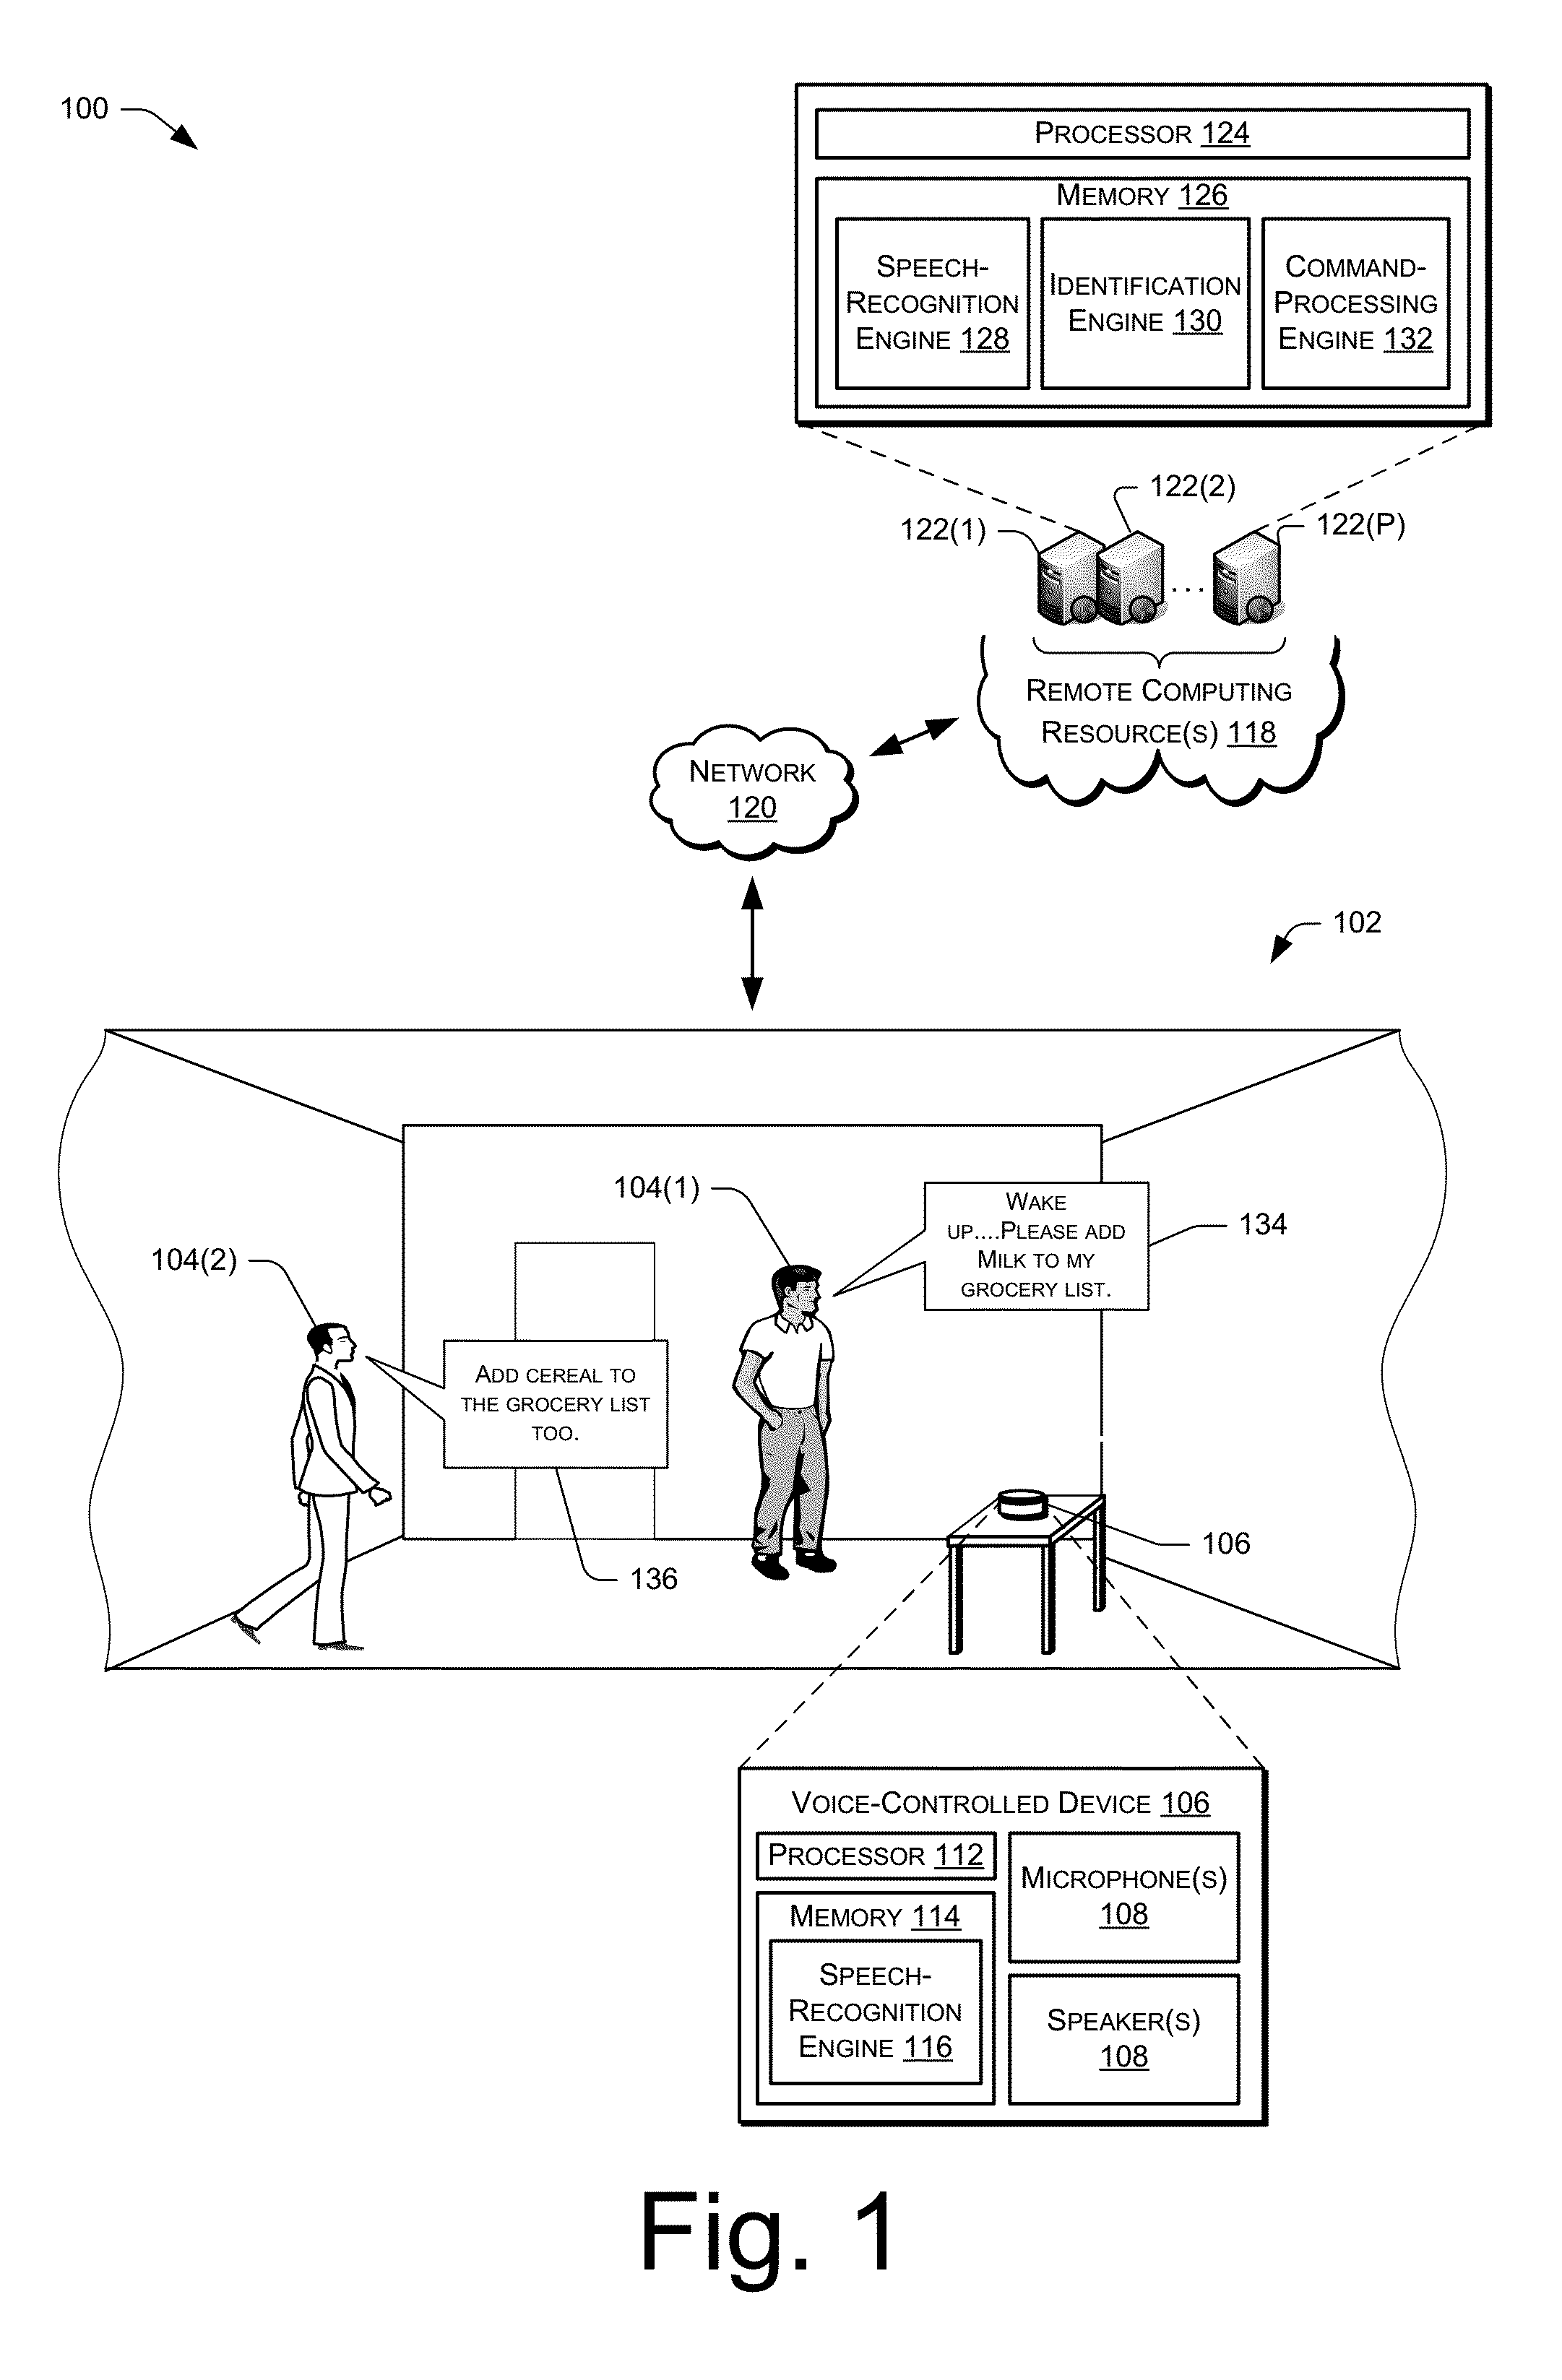 100
PROCESSOR 124
MEMORY 126
SPEECH-
RECOGNITION
ENGINE 128
IDENTIFICATION
ENGINE 130
COMMAND-
PROCESSING
ENGINE 132
122(1)
122(2)
122(P)
...
REMOTE COMPUTING
RESOURCE(S) 118
NETWORK
120
102
104(1)
WAKE
UP....PLEASE ADD
MILK TO MY
GROCERY LIST.
134
104(2)
ADD CEREAL TO
THE GROCERY LIST
TOO.
136
106
VOICE-CONTROLLED DEVICE 106
PROCESSOR 112
MEMORY 114
SPEECH-
RECOGNITION
ENGINE 116
MICROPHONE(S)
108
SPEAKER(S)
108
Fig. 1